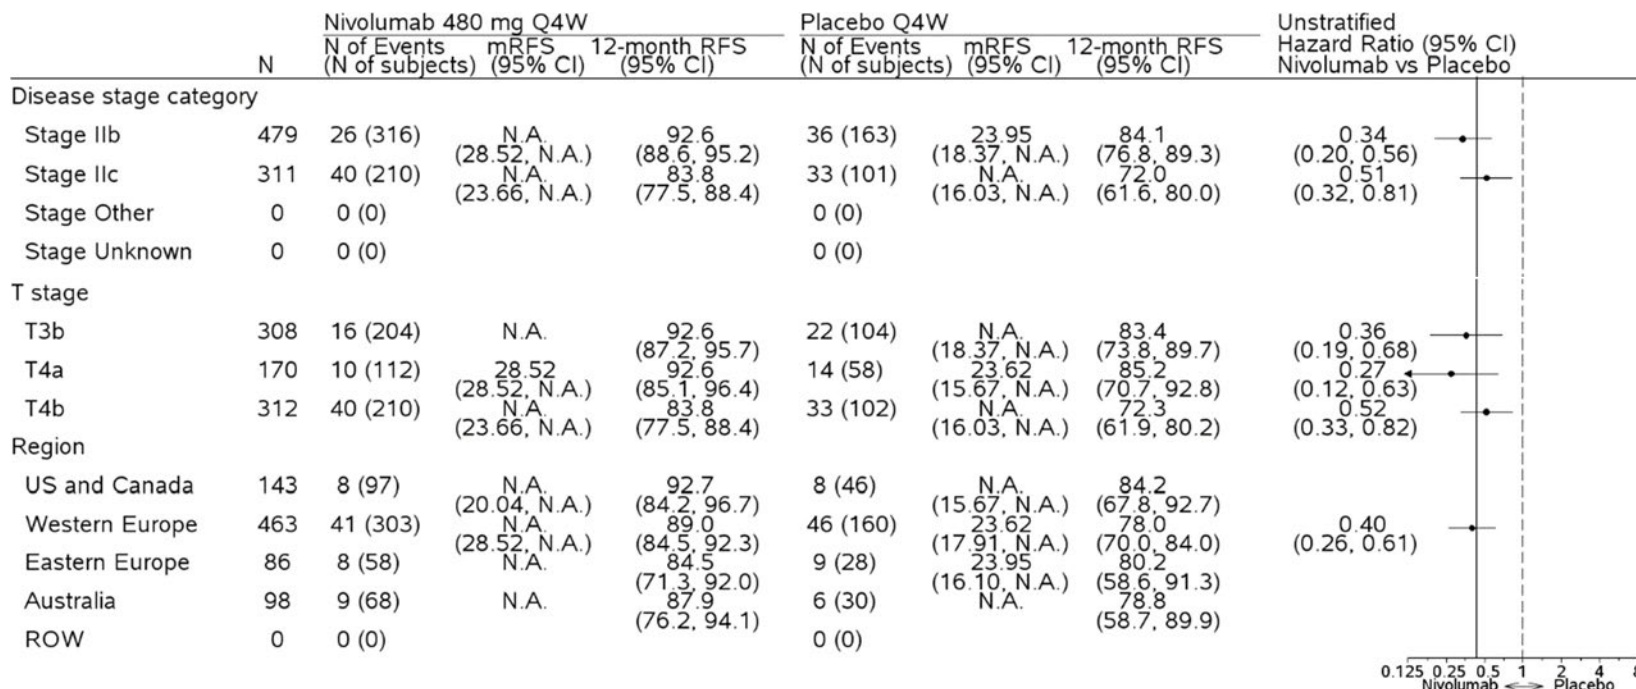 Nivolumab 480 mg Q4W Placebo Q4W Unstratified
N of Events mRFS 12-month RFS N of Events mRFS 12-month RFS Hazard Ratio (95% CI)
N (N of subjects) (95% CI) (95% CI) (N of subjects) (95% CI) (95% CI) Nivolumab vs Placebo
Disease stage category
Stage IIb 479 26 (316) N.A. 92.6 36 (163) 23.95 84.1 0.34
(28.52, N.A.) (88.6, 95.2) (18.37, N.A.) (76.8, 89.3) (0.20, 0.56)
Stage IIc 311 40 (210) N.A. 83.8 33 (101) N.A. 72.0 0.51
(23.66, N.A.) (77.5, 88.4) (16.03, N.A.) (61.6, 80.0) (0.32, 0.81)
Stage Other 0 0 (0) 0 (0)
Stage Unknown 0 0 (0) 0 (0)
T stage
T3b 308 16 (204) N.A. 92.6 22 (104) N.A. 83.4 0.36
(87.2, 95.7) (18.37, N.A.) (73.8, 89.7) (0.19, 0.68)
T4a 170 10 (112) 28.52 92.6 14 (58) 23.62 85.2 0.27
(28.52, N.A.) (85.1, 96.4) (15.67, N.A.) (70.7, 92.8) (0.12, 0.63)
T4b 312 40 (210) N.A. 83.8 33 (102) N.A. 72.3 0.52
(23.66, N.A.) (77.5, 88.4) (16.03, N.A.) (61.9, 80.2) (0.33, 0.82)
Region
US and Canada 143 8 (97) N.A. 92.7 8 (46) N.A. 84.2
(20.04, N.A.) (84.2, 96.7) (15.67, N.A.) (67.8, 92.7)
Western Europe 463 41 (303) N.A. 89.0 46 (160) 23.62 78.0 0.40
(28.52, N.A.) (84.5, 92.3) (17.91, N.A.) (70.0, 84.0) (0.26, 0.61)
Eastern Europe 86 8 (58) N.A. 84.5 9 (28) 23.95 80.2
(71.3, 92.0) (16.10, N.A.) (58.6, 91.3)
Australia 98 9 (68) N.A. 87.9 6 (30) N.A. 78.8
(76.2, 94.1) (58.7, 89.9)
ROW 0 0 (0) 0 (0)
0.125 0.25 0.5 1 2 4 8
Nivolumab <—> Placebo